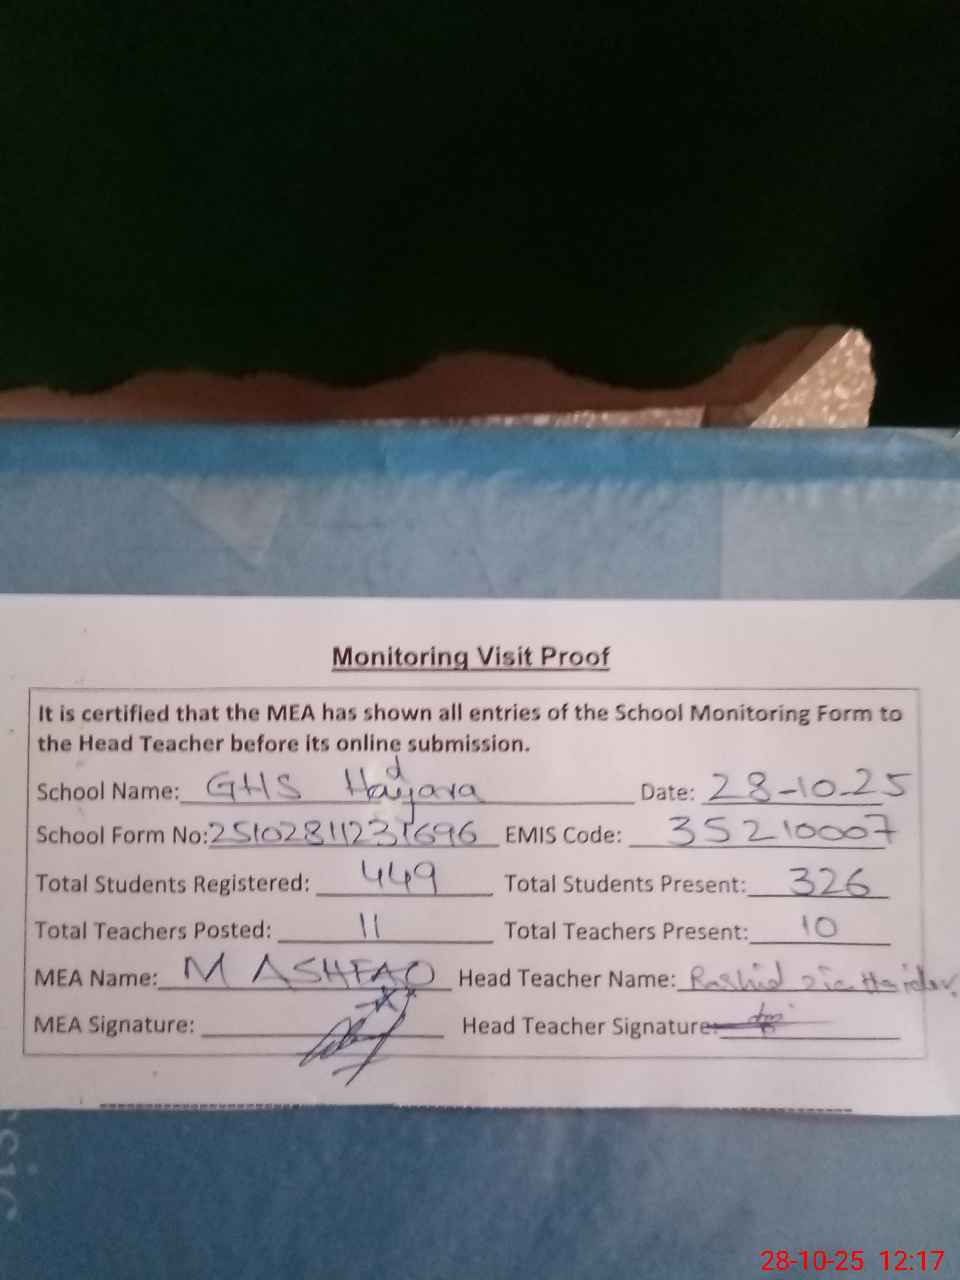 Monitoring Visit Proof
It is certified that the MEA has shown all entries of the School Monitoring Form to
the Head Teacher before its online submission.
School Name: GHS Hadyara Date: 28-10-25
School Form No: EMIS Code: 35210007
Total Students Registered: 449 Total Students Present: 326
Total Teachers Posted: 11 Total Teachers Present: 10
MEA Name: M ASHFAQ Head Teacher Name: Rashid Zia Haider
MEA Signature: Head Teacher Signature:
28-10-25 12:17